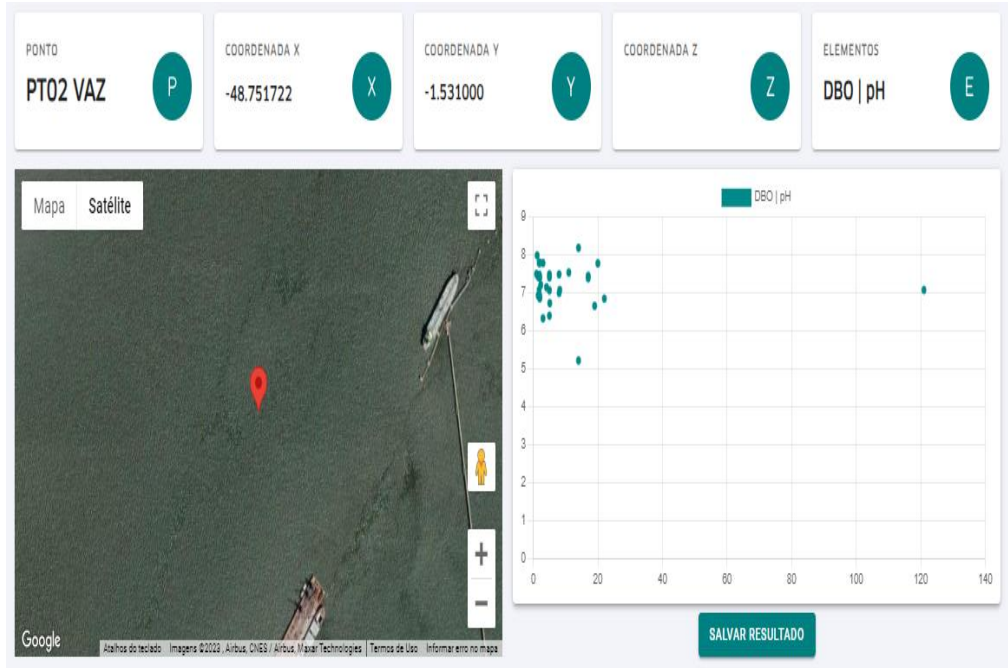 PONTO
PT02 VAZ
P
COORDENADA X
-48.751722
X
COORDENADA Y
-1.531000
Y
COORDENADA Z
Z
ELEMENTOS
DBO | pH
E
Mapa
Satélite
Google
Atalhos do teclado
Imagens ©2023 , Airbus, CNES / Airbus, Maxar Technologies
Termos de Uso
Informar erro no mapa
DBO | pH
9
8
7
6
5
4
3
2
1
0
0 20 40 60 80 100 120 140
SALVAR RESULTADO